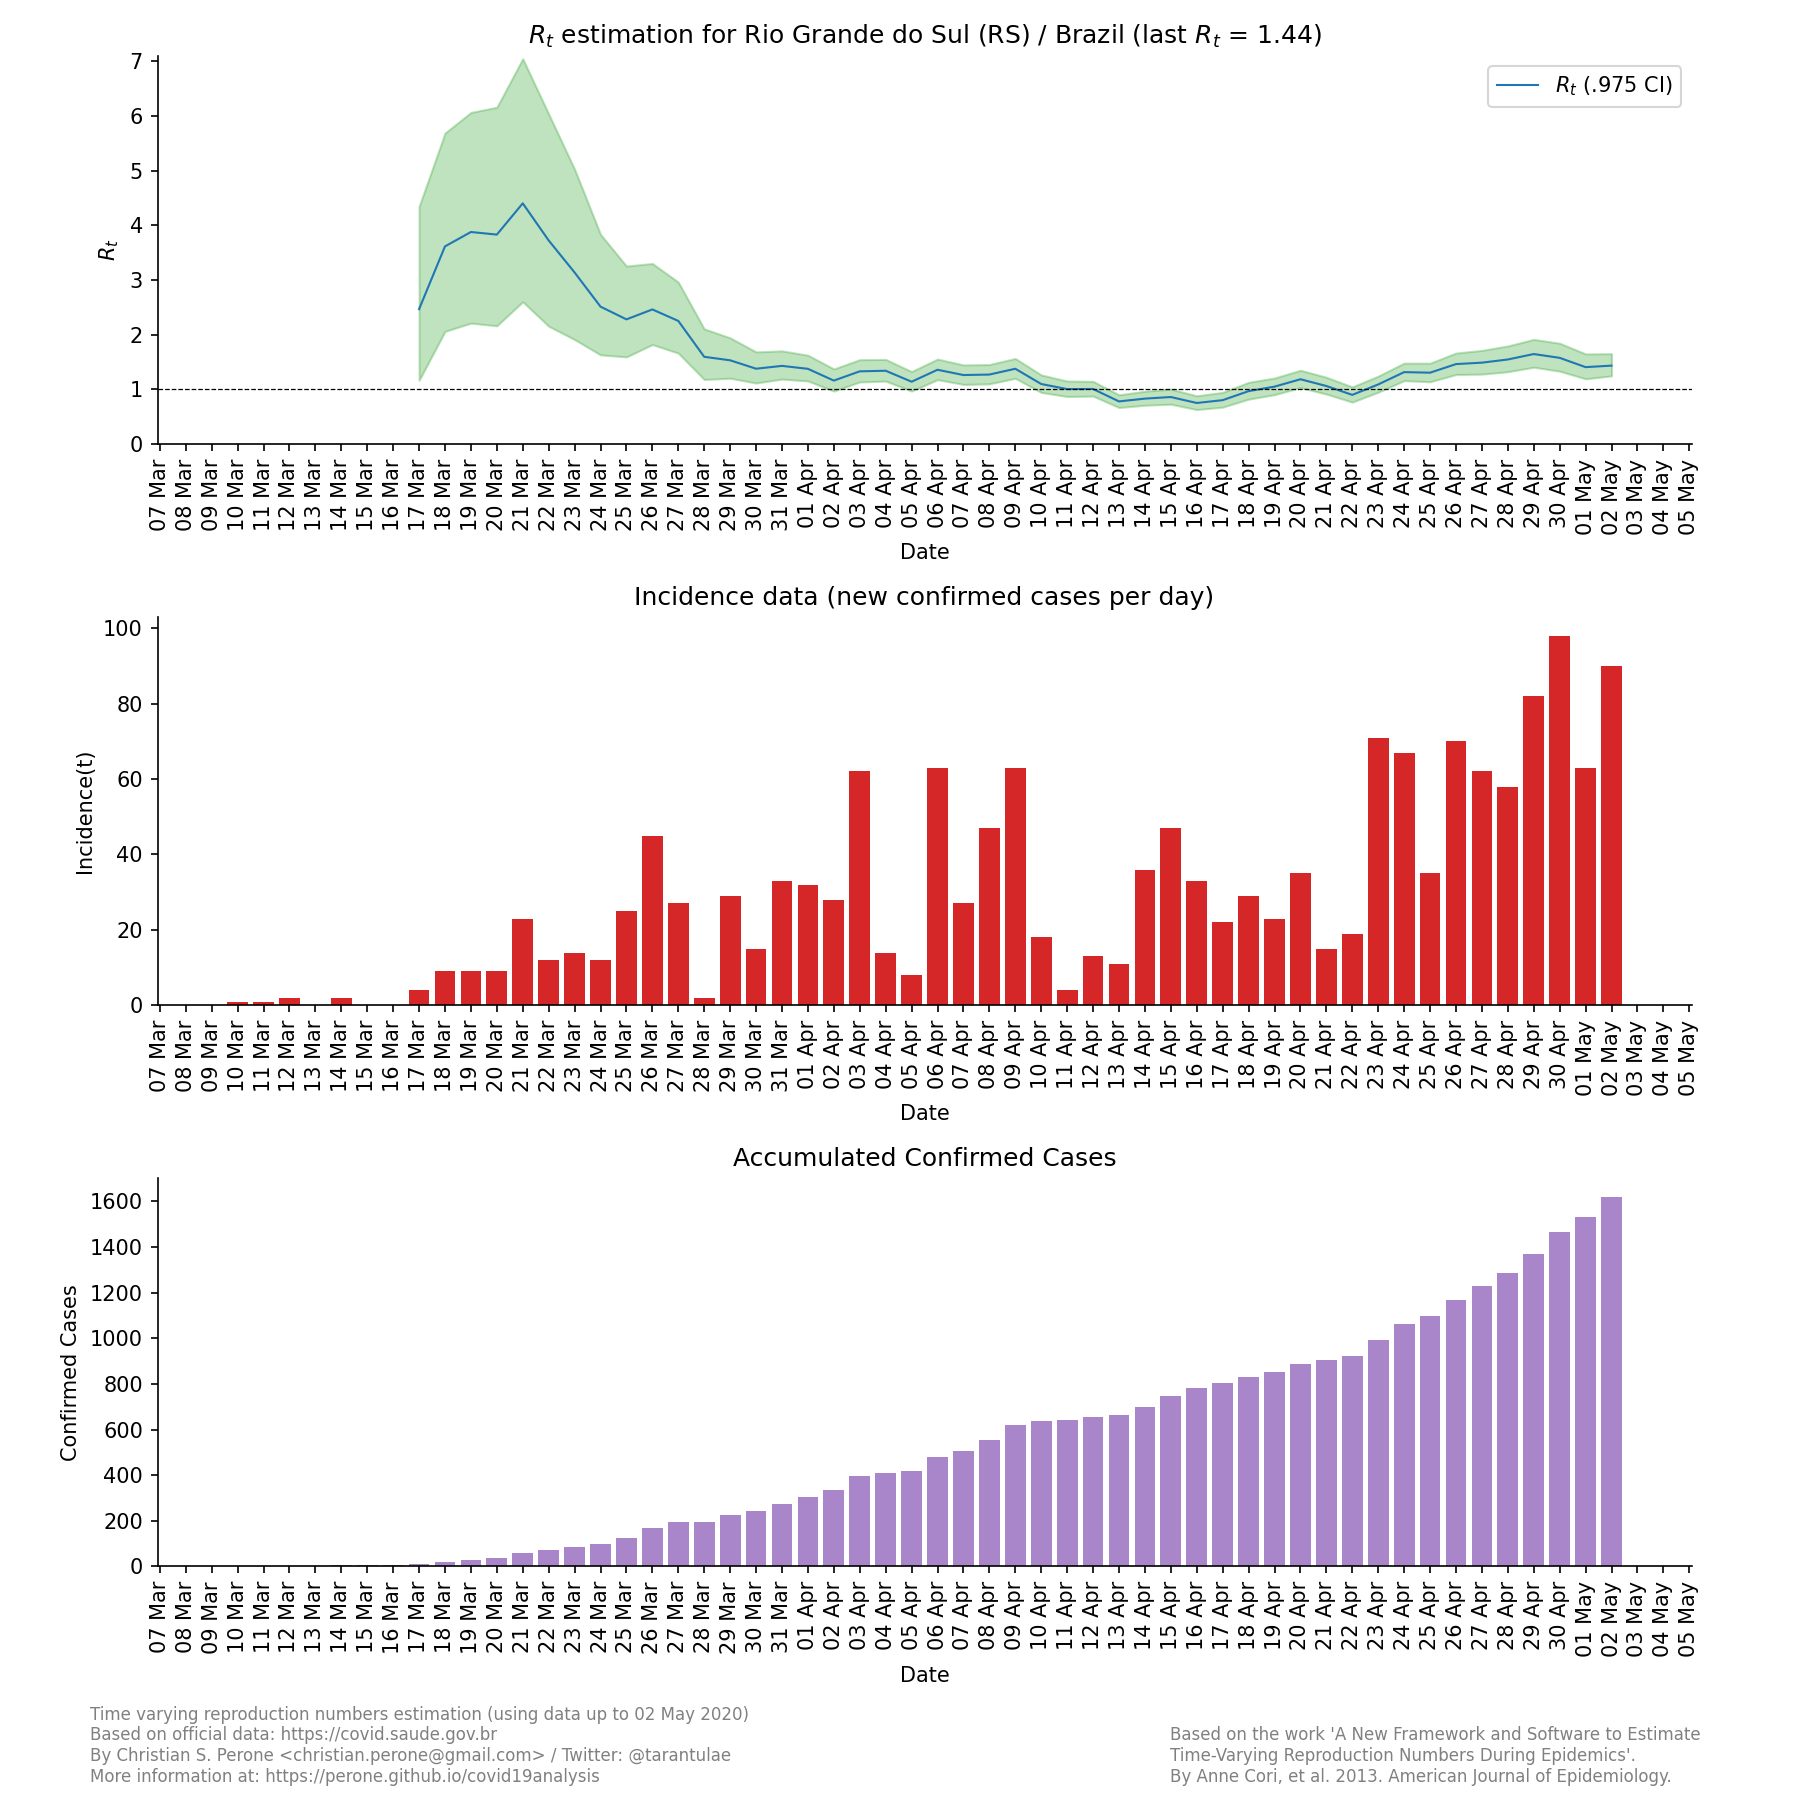 R_t estimation for Rio Grande do Sul (RS) / Brazil (last R_t = 1.44)
R_t (.975 CI)
7
6
5
4
3
2
1
0
R_t
07 Mar 08 Mar 09 Mar 10 Mar 11 Mar 12 Mar 13 Mar 14 Mar 15 Mar 16 Mar 17 Mar 18 Mar 19 Mar 20 Mar 21 Mar 22 Mar 23 Mar 24 Mar 25 Mar 26 Mar 27 Mar 28 Mar 29 Mar 30 Mar 31 Mar 01 Apr 02 Apr 03 Apr 04 Apr 05 Apr 06 Apr 07 Apr 08 Apr 09 Apr 10 Apr 11 Apr 12 Apr 13 Apr 14 Apr 15 Apr 16 Apr 17 Apr 18 Apr 19 Apr 20 Apr 21 Apr 22 Apr 23 Apr 24 Apr 25 Apr 26 Apr 27 Apr 28 Apr 29 Apr 30 Apr 01 May 02 May 03 May 04 May 05 May
Date
Incidence data (new confirmed cases per day)
100
80
60
40
20
0
Incidence(t)
07 Mar 08 Mar 09 Mar 10 Mar 11 Mar 12 Mar 13 Mar 14 Mar 15 Mar 16 Mar 17 Mar 18 Mar 19 Mar 20 Mar 21 Mar 22 Mar 23 Mar 24 Mar 25 Mar 26 Mar 27 Mar 28 Mar 29 Mar 30 Mar 31 Mar 01 Apr 02 Apr 03 Apr 04 Apr 05 Apr 06 Apr 07 Apr 08 Apr 09 Apr 10 Apr 11 Apr 12 Apr 13 Apr 14 Apr 15 Apr 16 Apr 17 Apr 18 Apr 19 Apr 20 Apr 21 Apr 22 Apr 23 Apr 24 Apr 25 Apr 26 Apr 27 Apr 28 Apr 29 Apr 30 Apr 01 May 02 May 03 May 04 May 05 May
Date
Accumulated Confirmed Cases
1600
1400
1200
1000
800
600
400
200
0
Confirmed Cases
07 Mar 08 Mar 09 Mar 10 Mar 11 Mar 12 Mar 13 Mar 14 Mar 15 Mar 16 Mar 17 Mar 18 Mar 19 Mar 20 Mar 21 Mar 22 Mar 23 Mar 24 Mar 25 Mar 26 Mar 27 Mar 28 Mar 29 Mar 30 Mar 31 Mar 01 Apr 02 Apr 03 Apr 04 Apr 05 Apr 06 Apr 07 Apr 08 Apr 09 Apr 10 Apr 11 Apr 12 Apr 13 Apr 14 Apr 15 Apr 16 Apr 17 Apr 18 Apr 19 Apr 20 Apr 21 Apr 22 Apr 23 Apr 24 Apr 25 Apr 26 Apr 27 Apr 28 Apr 29 Apr 30 Apr 01 May 02 May 03 May 04 May 05 May
Date
Time varying reproduction numbers estimation (using data up to 02 May 2020)
Based on official data: https://covid.saude.gov.br
By Christian S. Perone <christian.perone@gmail.com> / Twitter: @tarantulae
More information at: https://perone.github.io/covid19analysis
Based on the work 'A New Framework and Software to Estimate
Time-Varying Reproduction Numbers During Epidemics'.
By Anne Cori, et al. 2013. American Journal of Epidemiology.